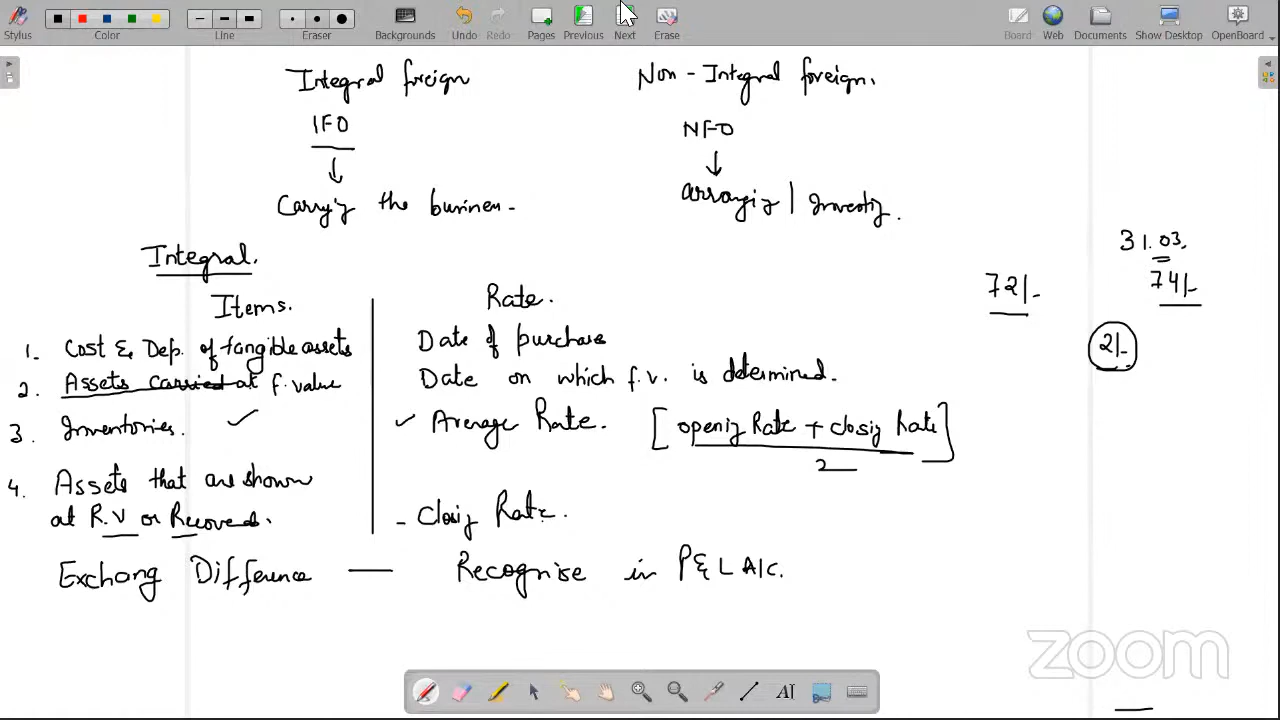 Stylus Color Line Eraser Backgrounds Undo Redo Pages Previous Next Erase Board Web Documents Show Desktop OpenBoard
Integral foreign Non-Integral foreign.
IFO NFO
Carryig the business. arrangig | Investig.
Integral.
Items. Rate.
1. Cost & Dep. of tangible assets Date of purchase
2. Assets carried at f. value Date on which f.v. is determined.
3. Inventories. Average Rate. [openig Rate + closig Rate]
2
4. Assets that are shown
at R.V or Recovered. - Closig Rate.
Exchang Difference — Recognise in P&L A/c.
31.03.
72/- 74/-
2/-
zoom